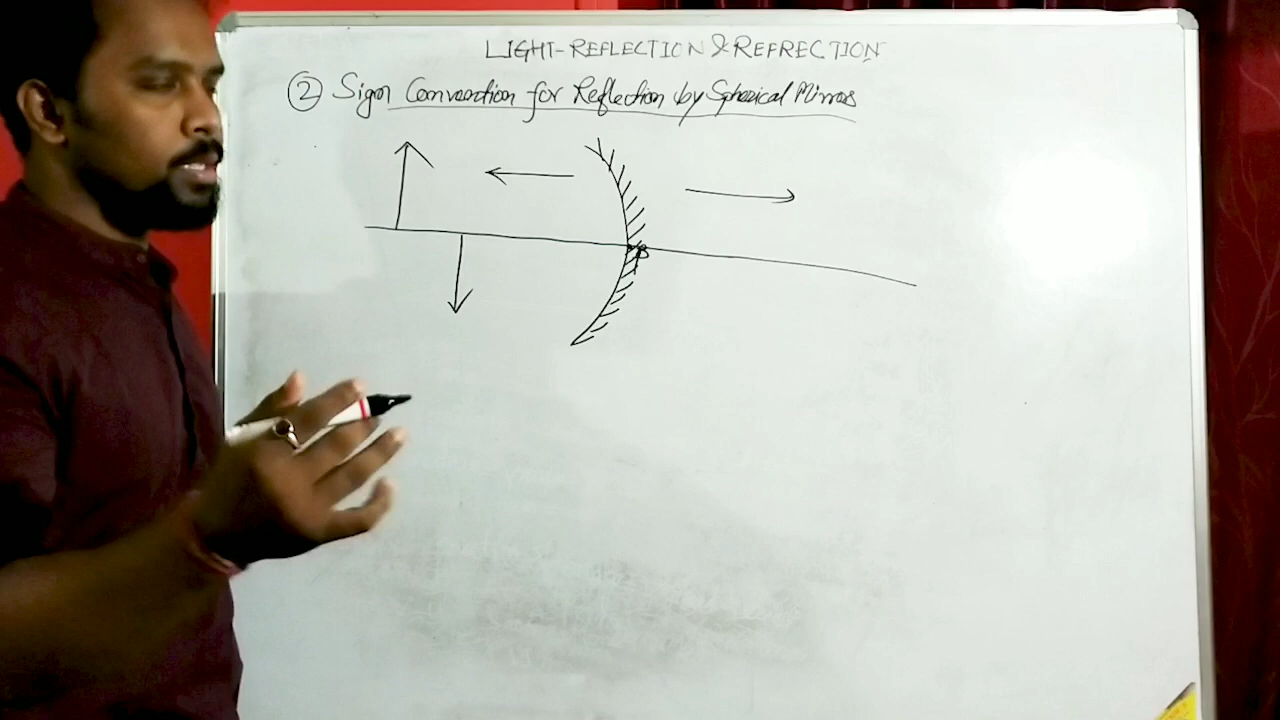 LIGHT-REFLECTION & REFRECTION
② Sign Convention for Reflection by Spherical Mirrors